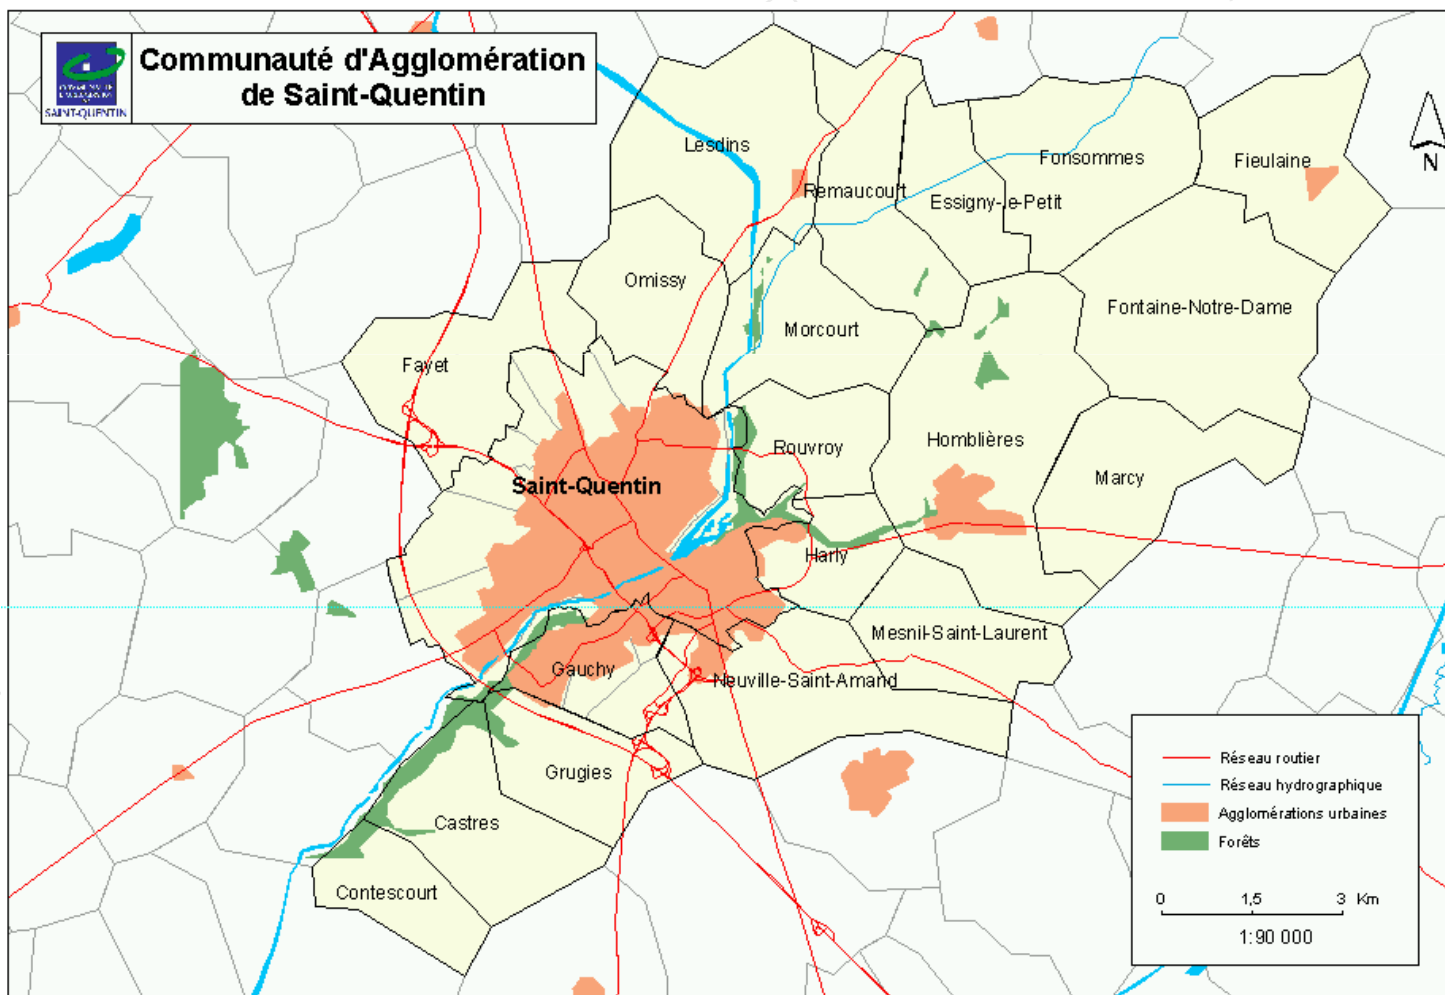 Communauté d'Agglomération
de Saint-Quentin
SAINT-QUENTIN
Lesdins
Remaucourt
Essigny-le-Petit
Fonsommes
Fieulaine
N
Omissy
Morcourt
Fontaine-Notre-Dame
Fayet
Rouvroy
Homblières
Marcy
Saint-Quentin
Harly
Mesnil-Saint-Laurent
Gauchy
Neuville-Saint-Amand
Grugies
Castres
Contescourt
Réseau routier
Réseau hydrographique
Agglomérations urbaines
Forêts
0 1,5 3 Km
1:90 000